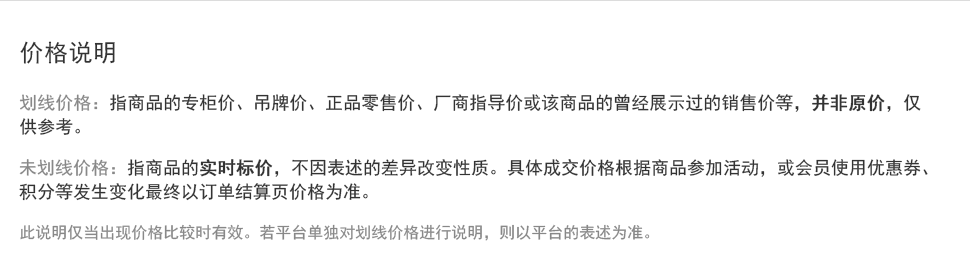 价格说明
划线价格：指商品的专柜价、吊牌价、正品零售价、厂商指导价或该商品的曾经展示过的销售价等，并非原价，仅
供参考。
未划线价格：指商品的实时标价，不因表述的差异改变性质。具体成交价格根据商品参加活动，或会员使用优惠券、
积分等发生变化最终以订单结算页价格为准。
此说明仅当出现价格比较时有效。若平台单独对划线价格进行说明，则以平台的表述为准。